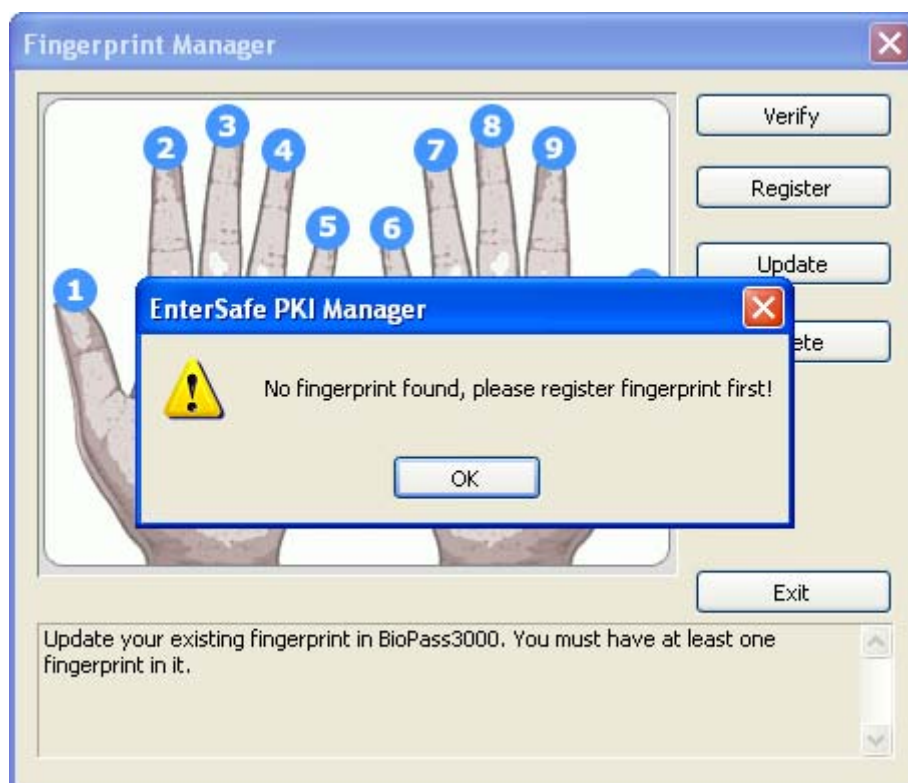 Fingerprint Manager
2
3
4
7
8
9
5
6
1
Verify
Register
Update
EnterSafe PKI Manager
No fingerprint found, please register fingerprint first!
OK
Exit
Update your existing fingerprint in BioPass3000. You must have at least one
fingerprint in it.